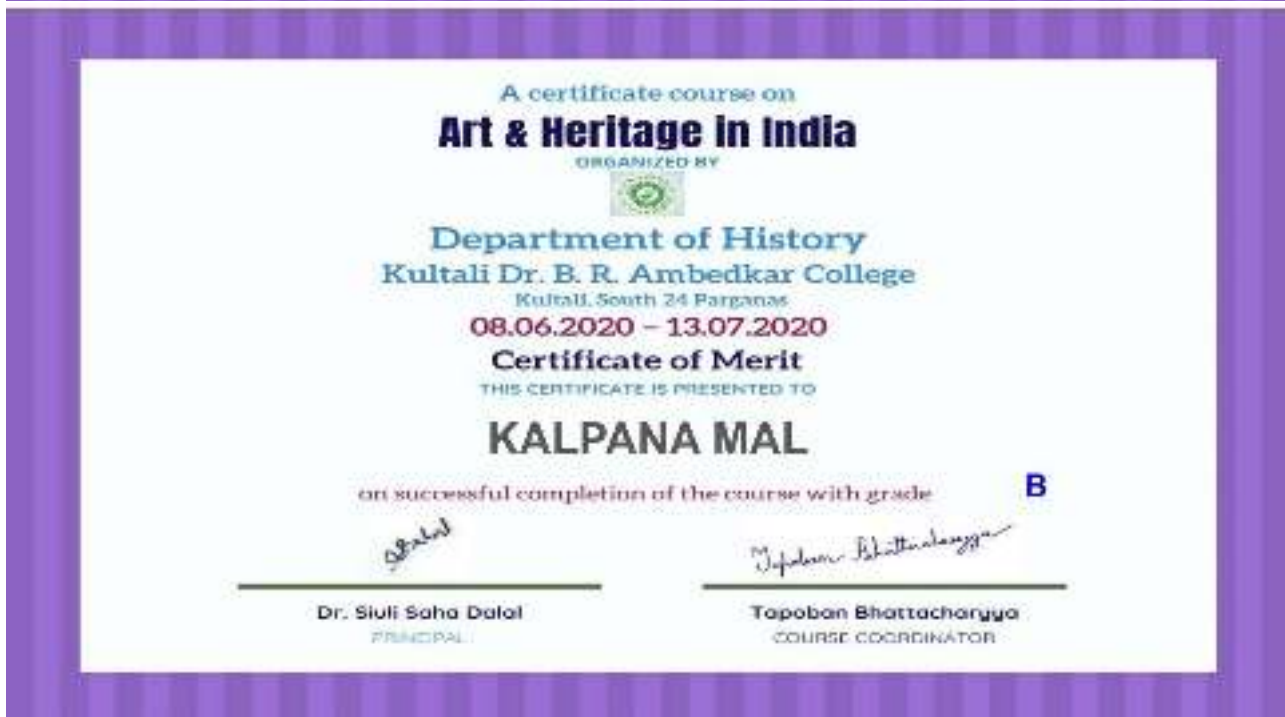 A certificate course on
Art & Heritage in India
ORGANIZED BY
Department of History
Kultali Dr. B. R. Ambedkar College
Kultali, South 24 Parganas
08.06.2020 – 13.07.2020
Certificate of Merit
THIS CERTIFICATE IS PRESENTED TO
KALPANA MAL
on successful completion of the course with grade B
Tapoban Bhattacharyya
Dr. Siuli Saha Dalal Tapoban Bhattacharyya
PRINCIPAL COURSE COORDINATOR